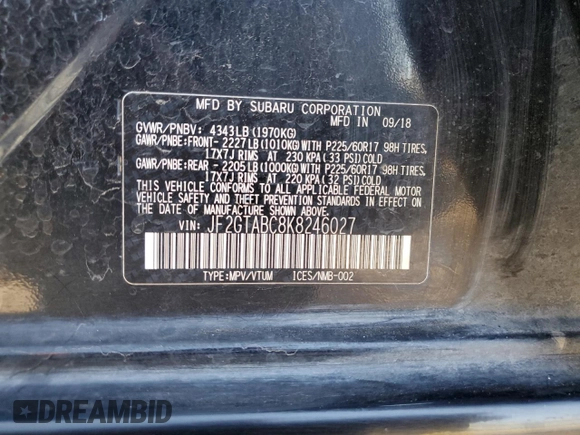 MFD BY SUBARU CORPORATION
MFD IN 09/18
GVWR/PNBV: 4343LB (1970KG)
GAWR/PNBE:FRONT- 2227LB (1010KG) WITH P225/60R17 98H TIRES,
17X7J RIMS AT 230 KPA (33 PSI) COLD
GAWR/PNBE:REAR - 2205LB (1000KG) WITH P225/60R17 98H TIRES,
17X7J RIMS AT 220 KPA (32 PSI) COLD
THIS VEHICLE CONFORMS TO ALL APPLICABLE FEDERAL MOTOR
VEHICLE SAFETY AND THEFT PREVENTION STANDARDS IN EFFECT ON
THE DATE OF MANUFACTURE SHOWN ABOVE.
VIN: JF2GTABC8K8246027
TYPE:MPV/VTUM ICES/NMB-002
DREAMBID